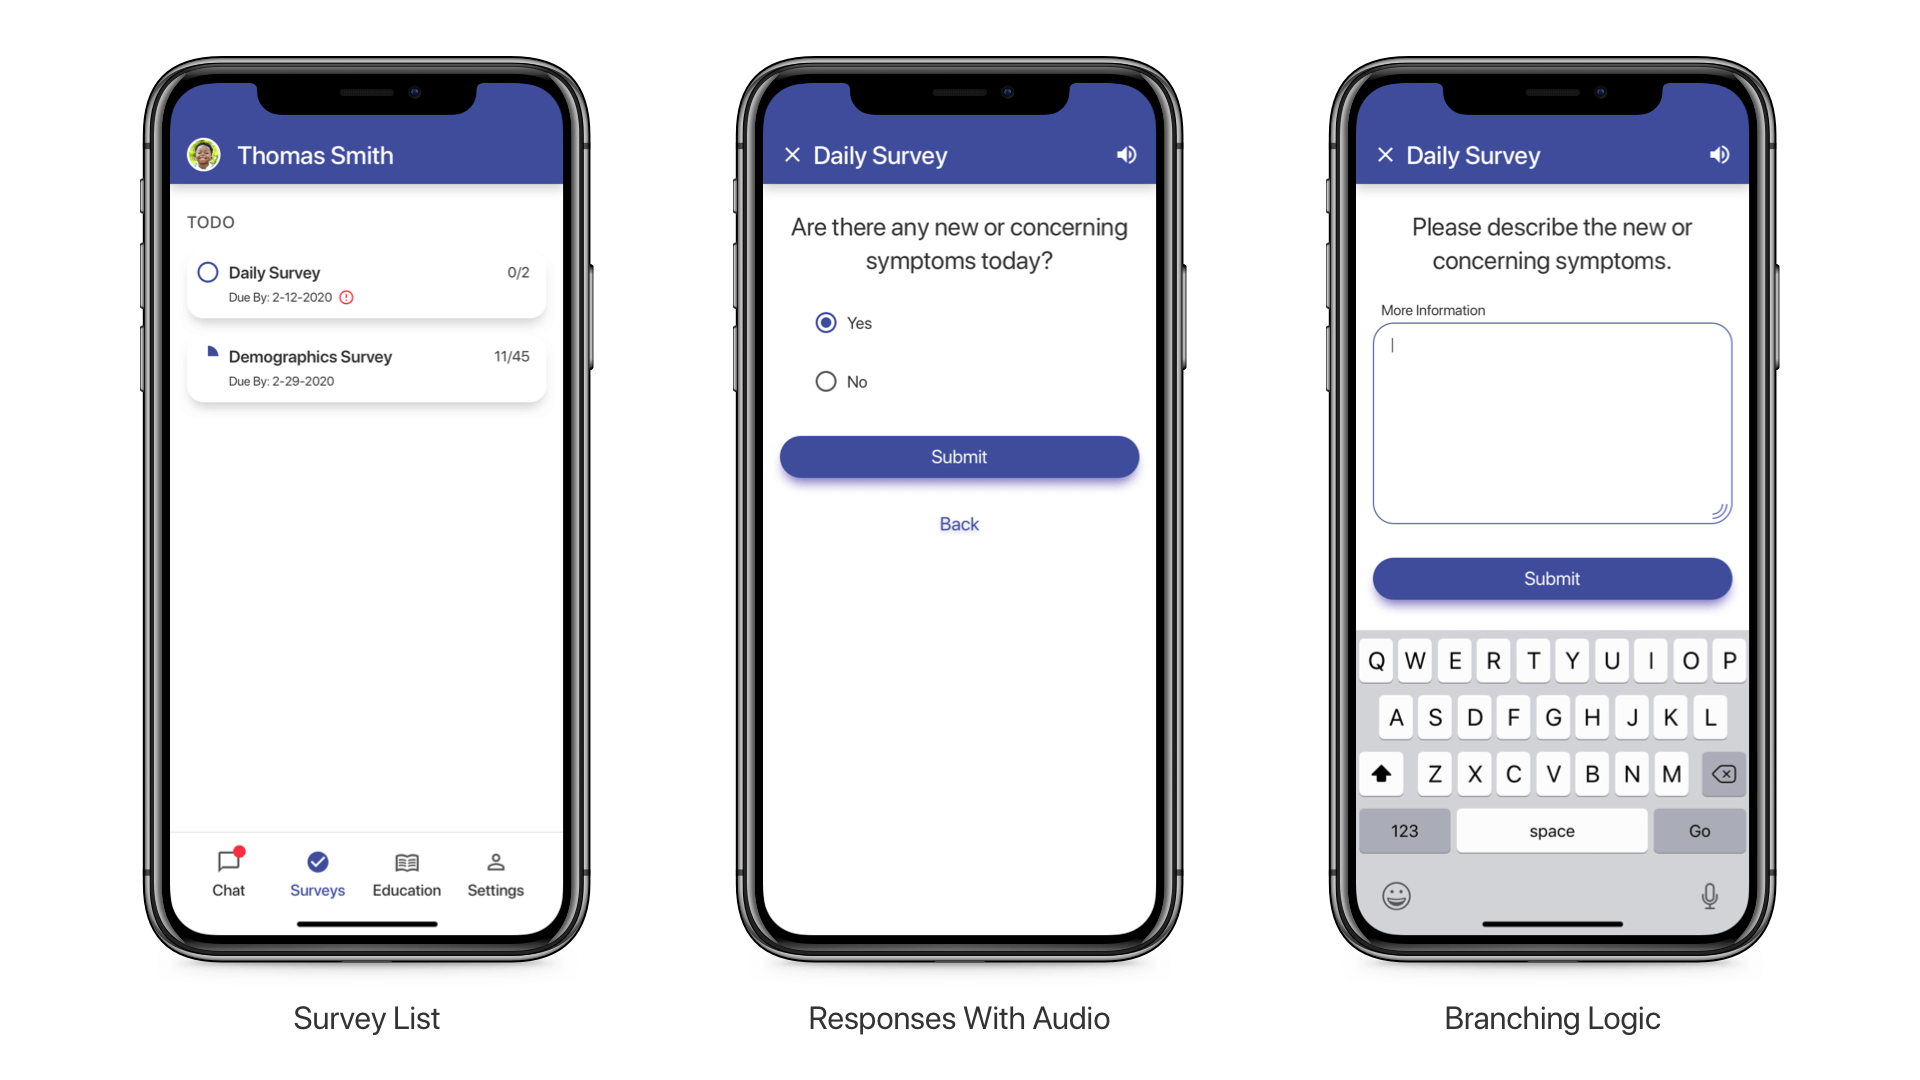 Thomas Smith
TODO
Daily Survey 0/2
Due By: 2-12-2020
Demographics Survey 11/45
Due By: 2-29-2020
Chat Surveys Education Settings
Survey List
Daily Survey
Are there any new or concerning
symptoms today?
Yes
No
Submit
Back
Responses With Audio
Daily Survey
Please describe the new or
concerning symptoms.
More Information
Submit
Q W E R T Y U I O P
A S D F G H J K L
Z X C V B N M
123 space Go
Branching Logic